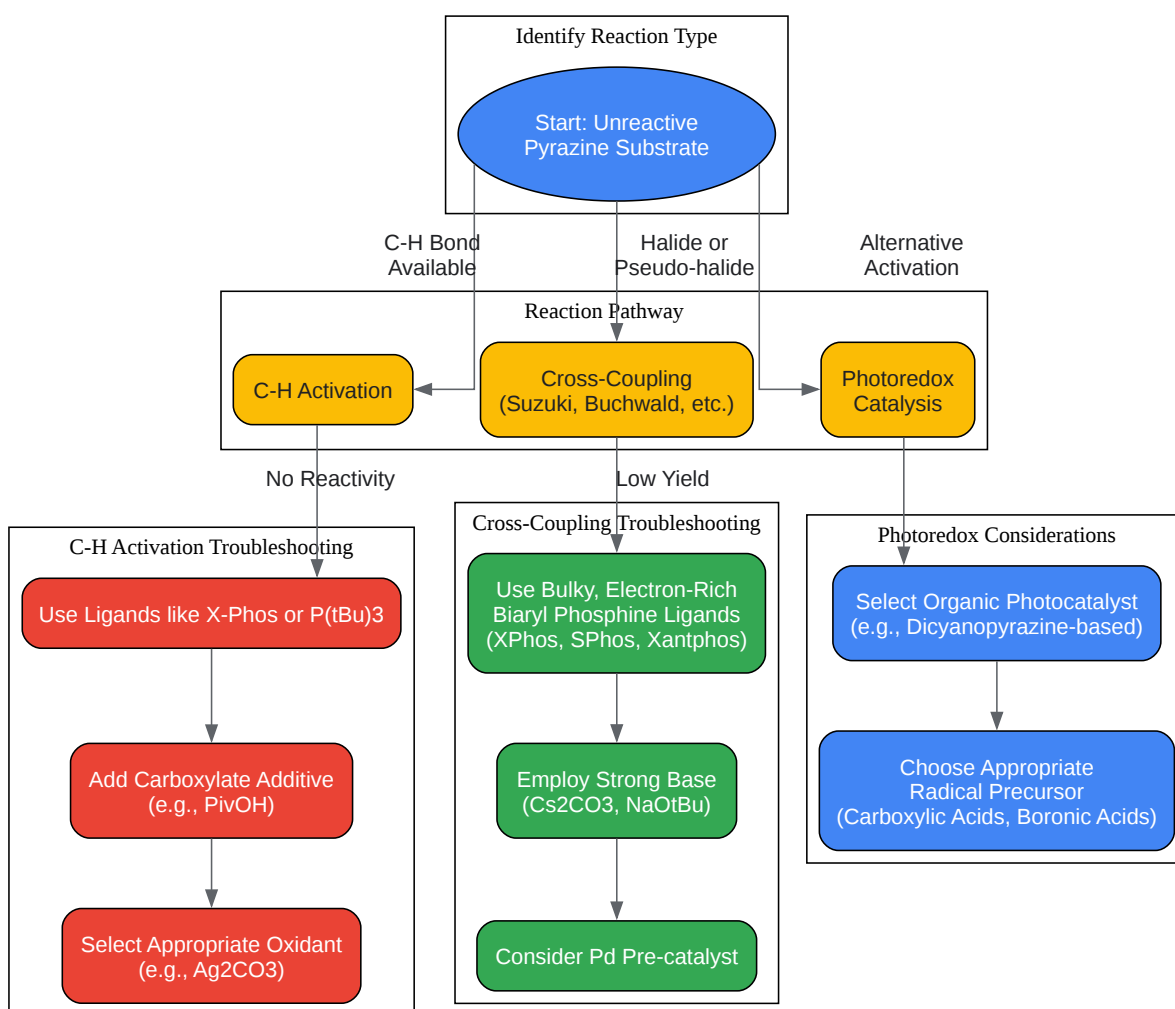 Identify Reaction Type
Start: Unreactive
Pyrazine Substrate
C-H Bond
Available
Halide or
Pseudo-halide
Alternative
Activation
Reaction Pathway
C-H Activation
Cross-Coupling
(Suzuki, Buchwald, etc.)
Photoredox
Catalysis
No Reactivity
Low Yield
C-H Activation Troubleshooting
Use Ligands like X-Phos or P(tBu)3
Add Carboxylate Additive
(e.g., PivOH)
Select Appropriate Oxidant
(e.g., Ag2CO3)
Cross-Coupling Troubleshooting
Use Bulky, Electron-Rich
Biaryl Phosphine Ligands
(XPhos, SPhos, Xantphos)
Employ Strong Base
(Cs2CO3, NaOtBu)
Consider Pd Pre-catalyst
Photoredox Considerations
Select Organic Photocatalyst
(e.g., Dicyanopyrazine-based)
Choose Appropriate
Radical Precursor
(Carboxylic Acids, Boronic Acids)